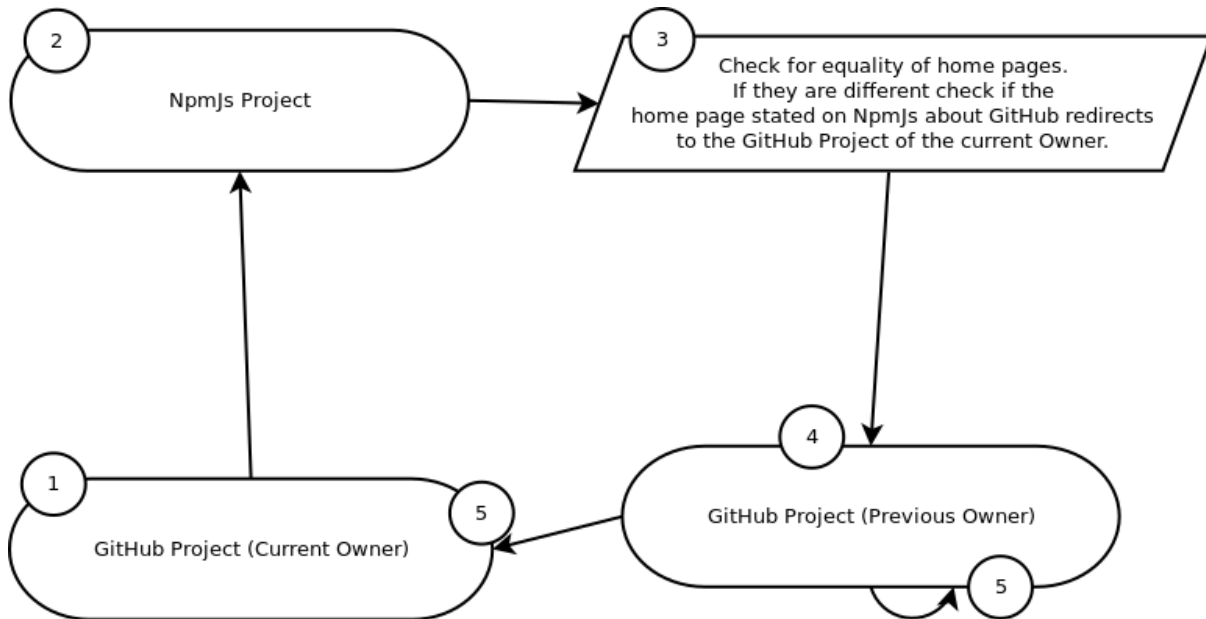 2
NpmJs Project
3
Check for equality of home pages.
If they are different check if the
home page stated on NpmJs about GitHub redirects
to the GitHub Project of the current Owner.
1
GitHub Project (Current Owner)
5
4
GitHub Project (Previous Owner)
5